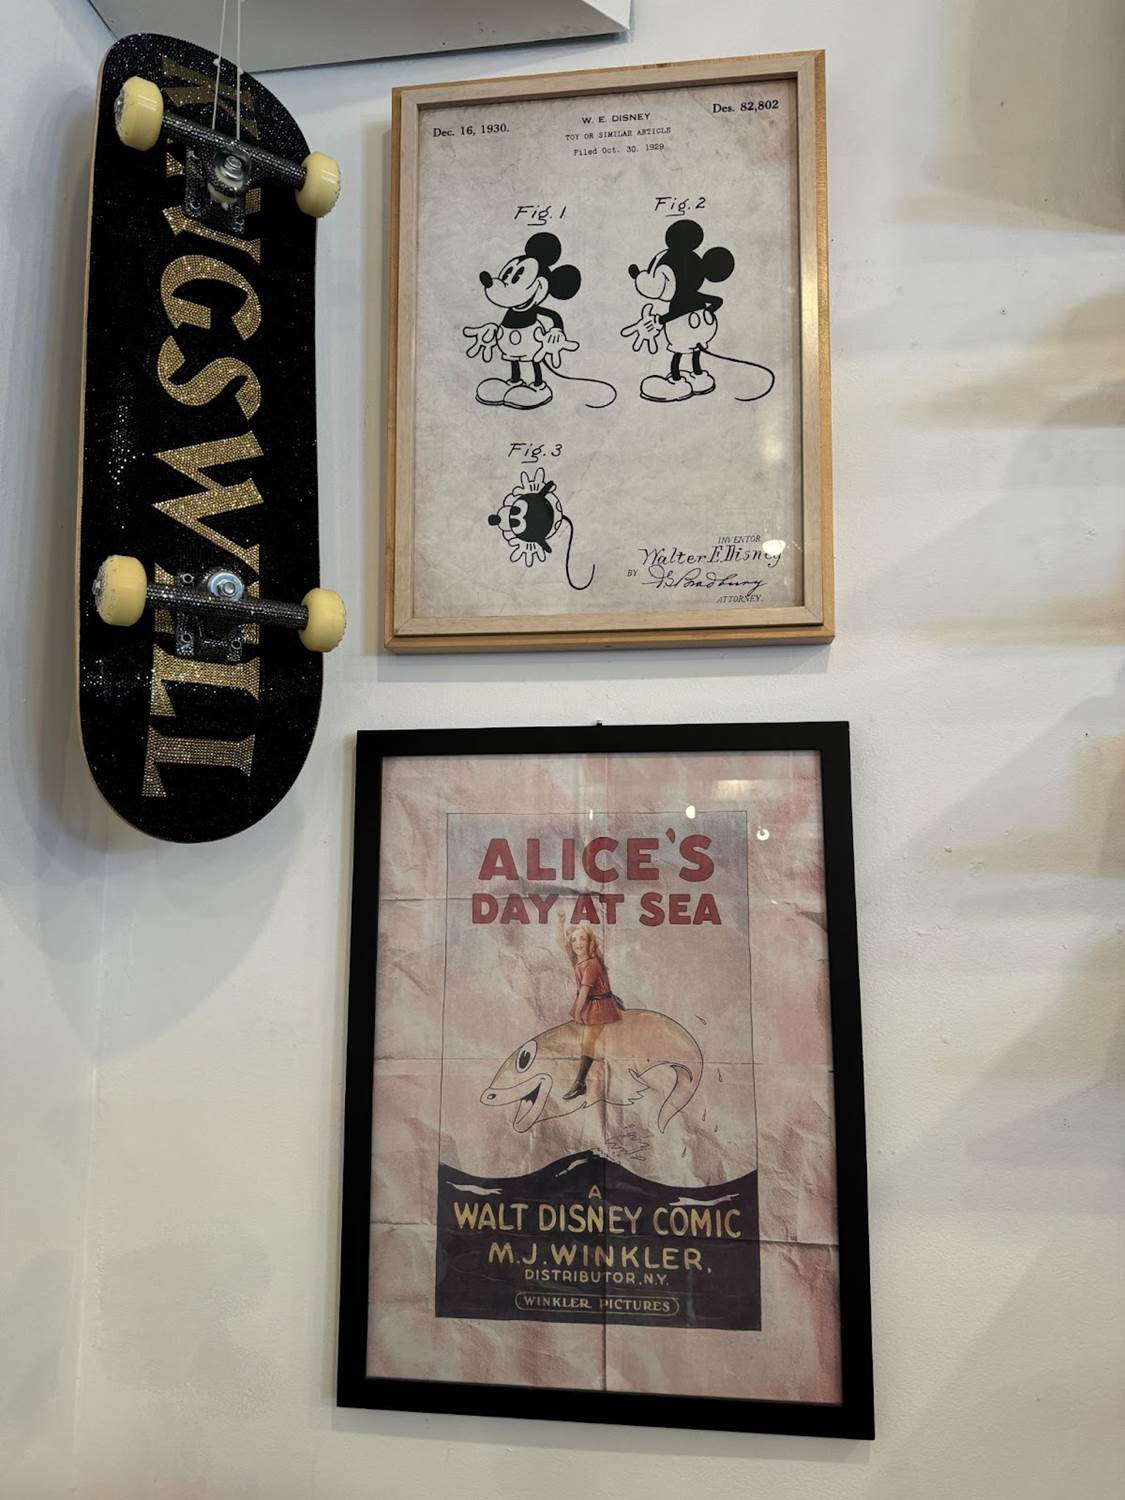 KINGSWILL
Dec. 16, 1930.
W. E. DISNEY
Des. 82,802
TOY OR SIMILAR ARTICLE
Filed Oct. 30. 1929
Fig. 1
Fig. 2
Fig. 3
INVENTOR
Walter E. Disney
BY
ATTORNEY.
ALICE'S
DAY AT SEA
A
WALT DISNEY COMIC
M.J. WINKLER,
DISTRIBUTOR, N.Y.
WINKLER PICTURES